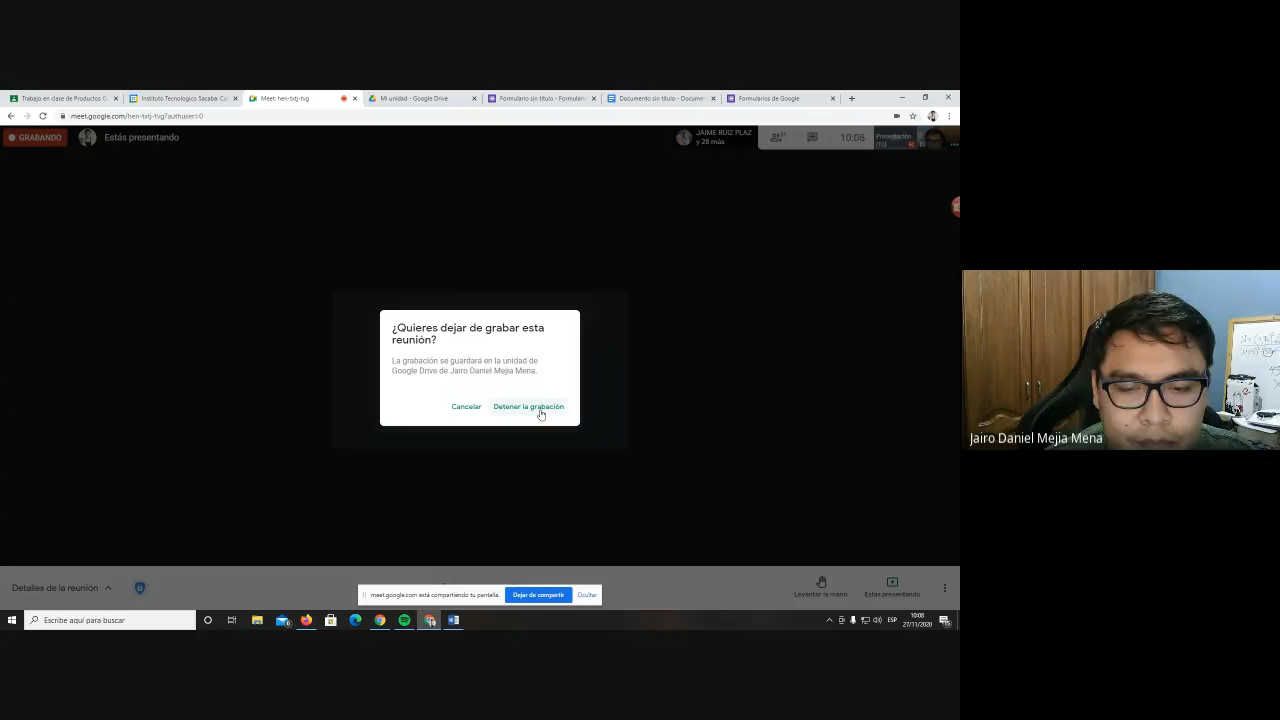 Trabajo en clase de Productos G
Instituto Tecnologico Sacaba: Ca
Meet: hen-txtj-tvg
Mi unidad - Google Drive
Formulario sin título - Formulario
Documento sin título - Docume
Formularios de Google
meet.google.com/hen-txtj-tvg?authuser=0
GRABANDO
Estás presentando
JAIME RUIZ PLAZ
y 28 más
31
10:08
Presentación
(Tú)
¿Quieres dejar de grabar esta
reunión?
La grabación se guardará en la unidad de
Google Drive de Jairo Daniel Mejia Mena.
Cancelar
Detener la grabación
Jairo Daniel Mejia Mena
Detalles de la reunión
meet.google.com está compartiendo tu pantalla.
Dejar de compartir
Ocultar
Levantar la mano
Estás presentando
Escribe aquí para buscar
ESP
10:08
27/11/2020